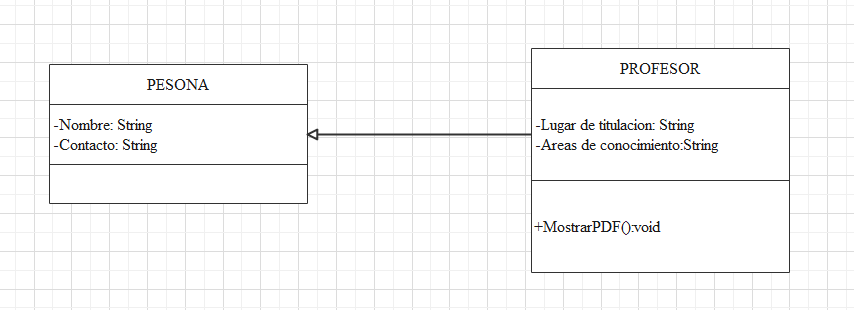 PESONA
-Nombre: String
-Contacto: String
PROFESOR
-Lugar de titulacion: String
-Areas de conocimiento:String
+MostrarPDF():void